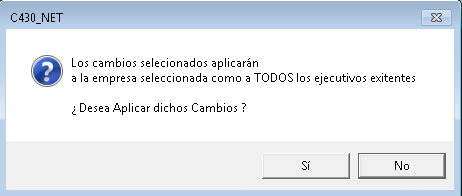 C430_NET
Los cambios selecionados aplicarán
a la empresa seleccionada como a TODOS los ejecutivos exitentes
¿ Desea Aplicar dichos Cambios ?
Sí
No